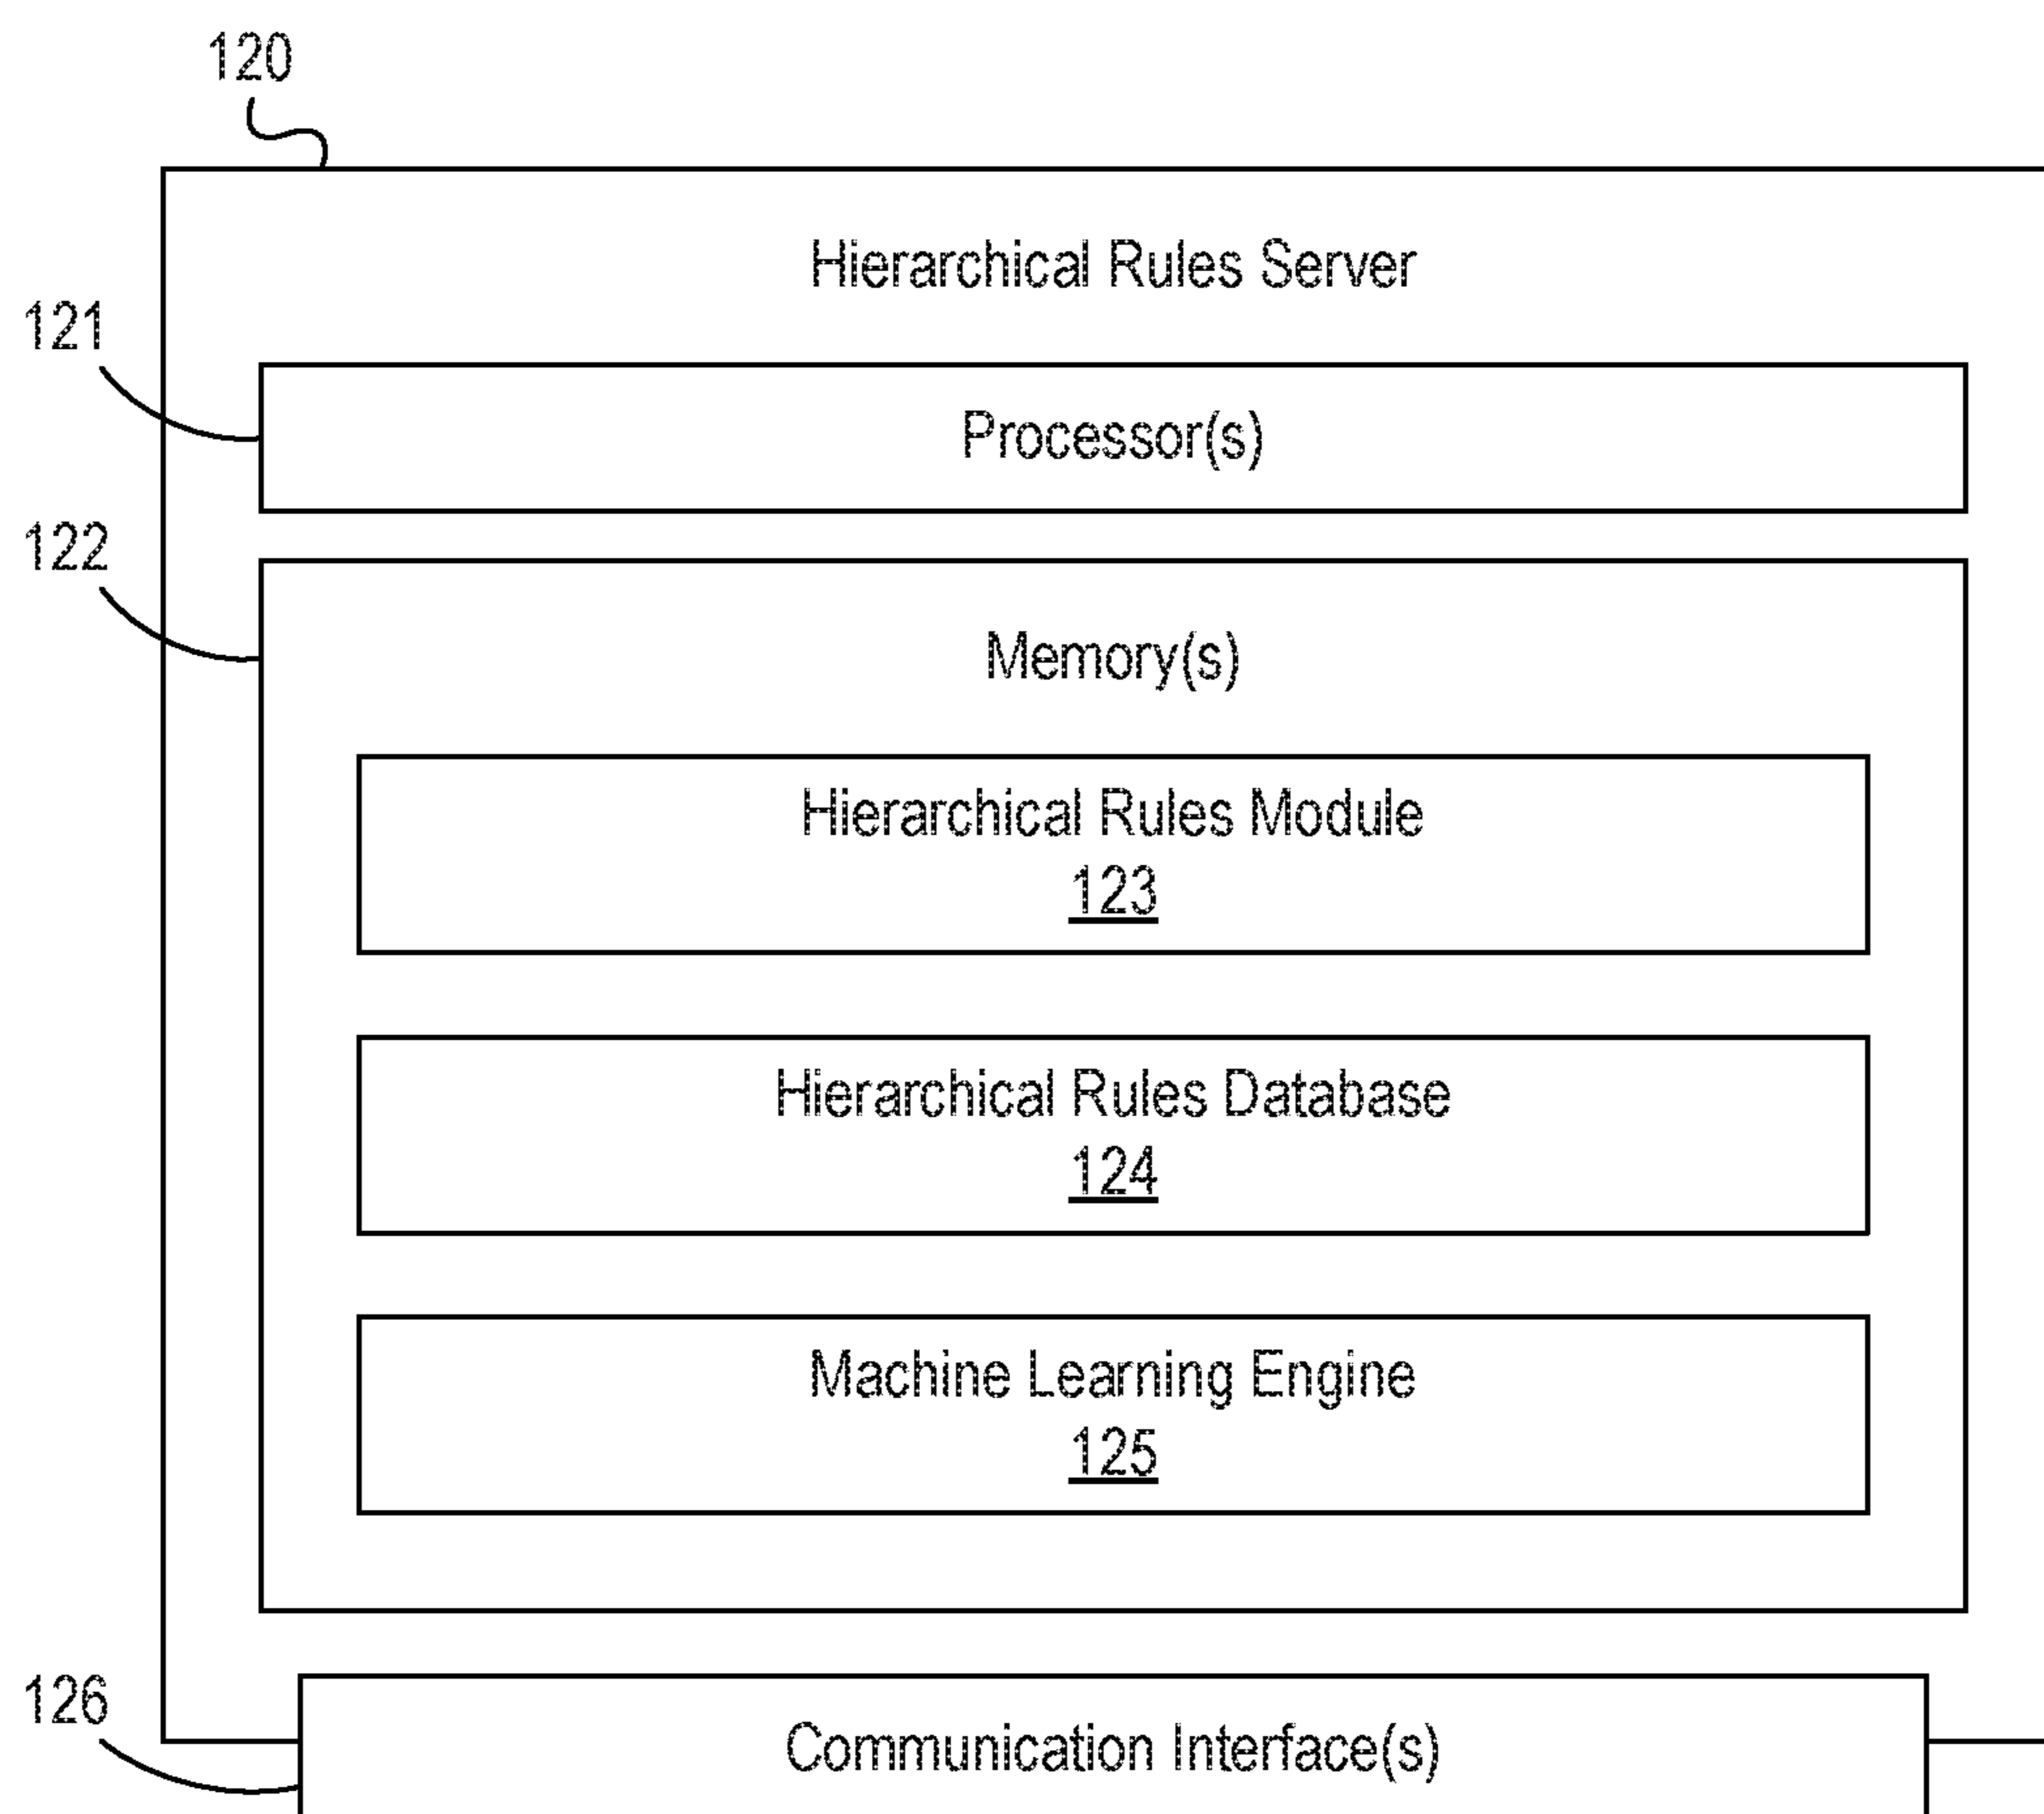 120
Hierarchical Rules Server
121
Processor(s)
122
Memory(s)
Hierarchical Rules Module
123
Hierarchical Rules Database
124
Machine Learning Engine
125
126
Communication Interface(s)